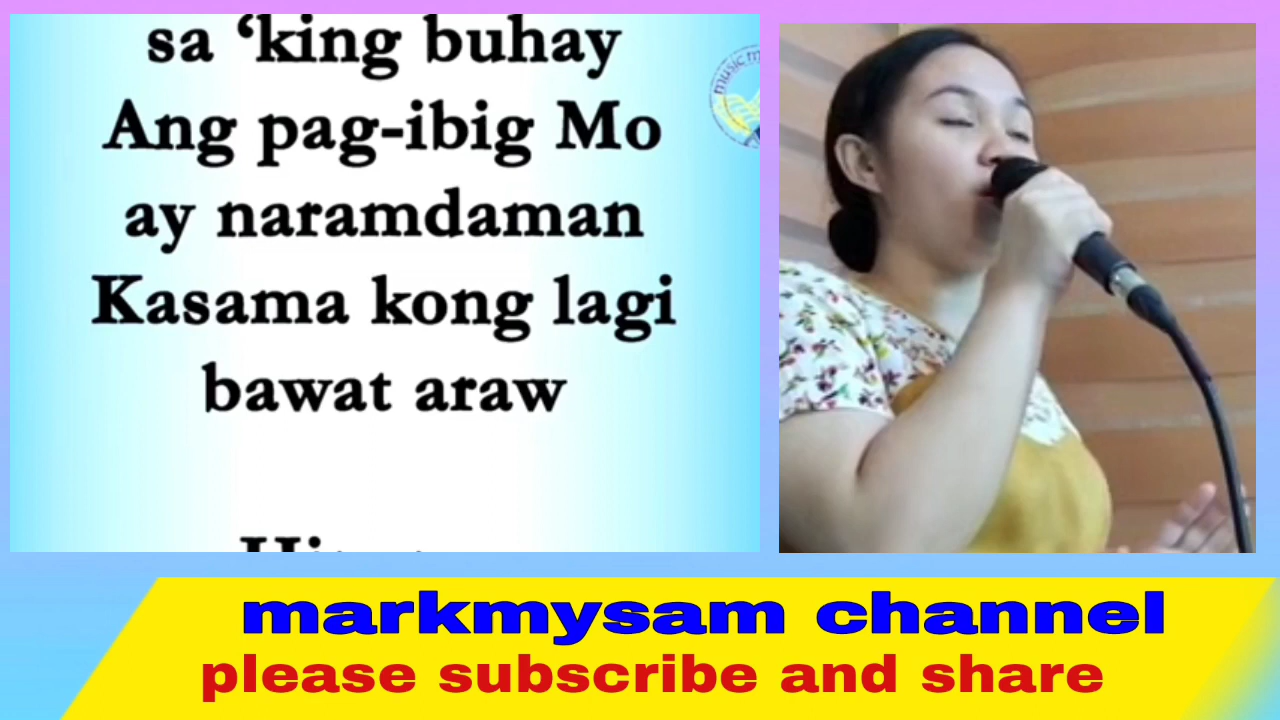 sa ‘king buhay
Ang pag-ibig Mo
ay naramdaman
Kasama kong lagi
bawat araw
music
markmysam channel
please subscribe and share